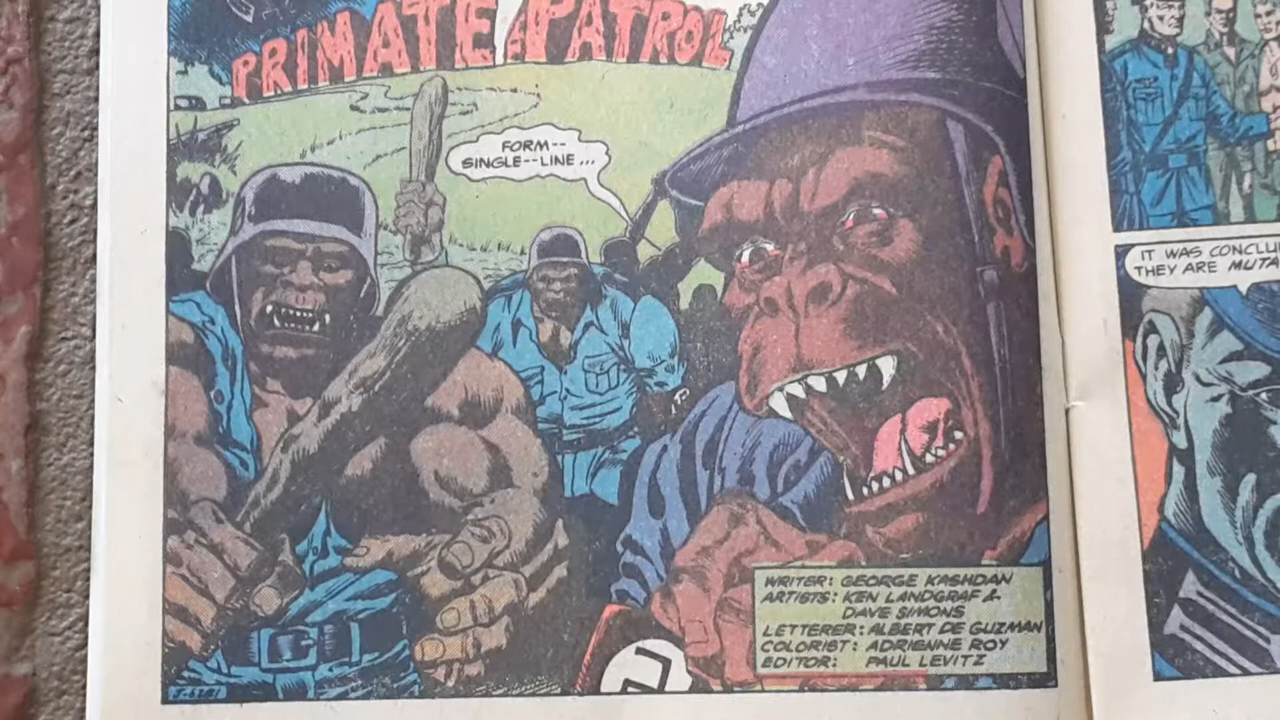 PRIMATE PATROL
FORM--
SINGLE--LINE...
WRITER: GEORGE KASHDAN
ARTISTS: KEN LANDGRAF &
DAVE SIMONS
LETTERER: ALBERT DE GUZMAN
COLORIST: ADRIENNE ROY
EDITOR: PAUL LEVITZ
J-6281
IT WAS CONCLU
THEY ARE MUTA